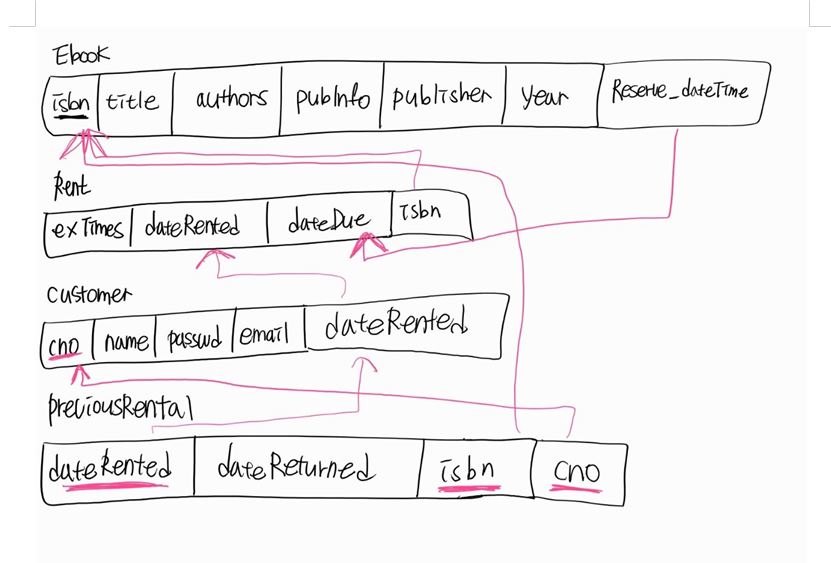 Ebook
isbn title authors pubInfo publisher year Reserve_dateTime
Rent
exTimes dateRented dateDue isbn
customer
cno name passwd email dateRented
previousRental
dateRented dateReturned isbn cno